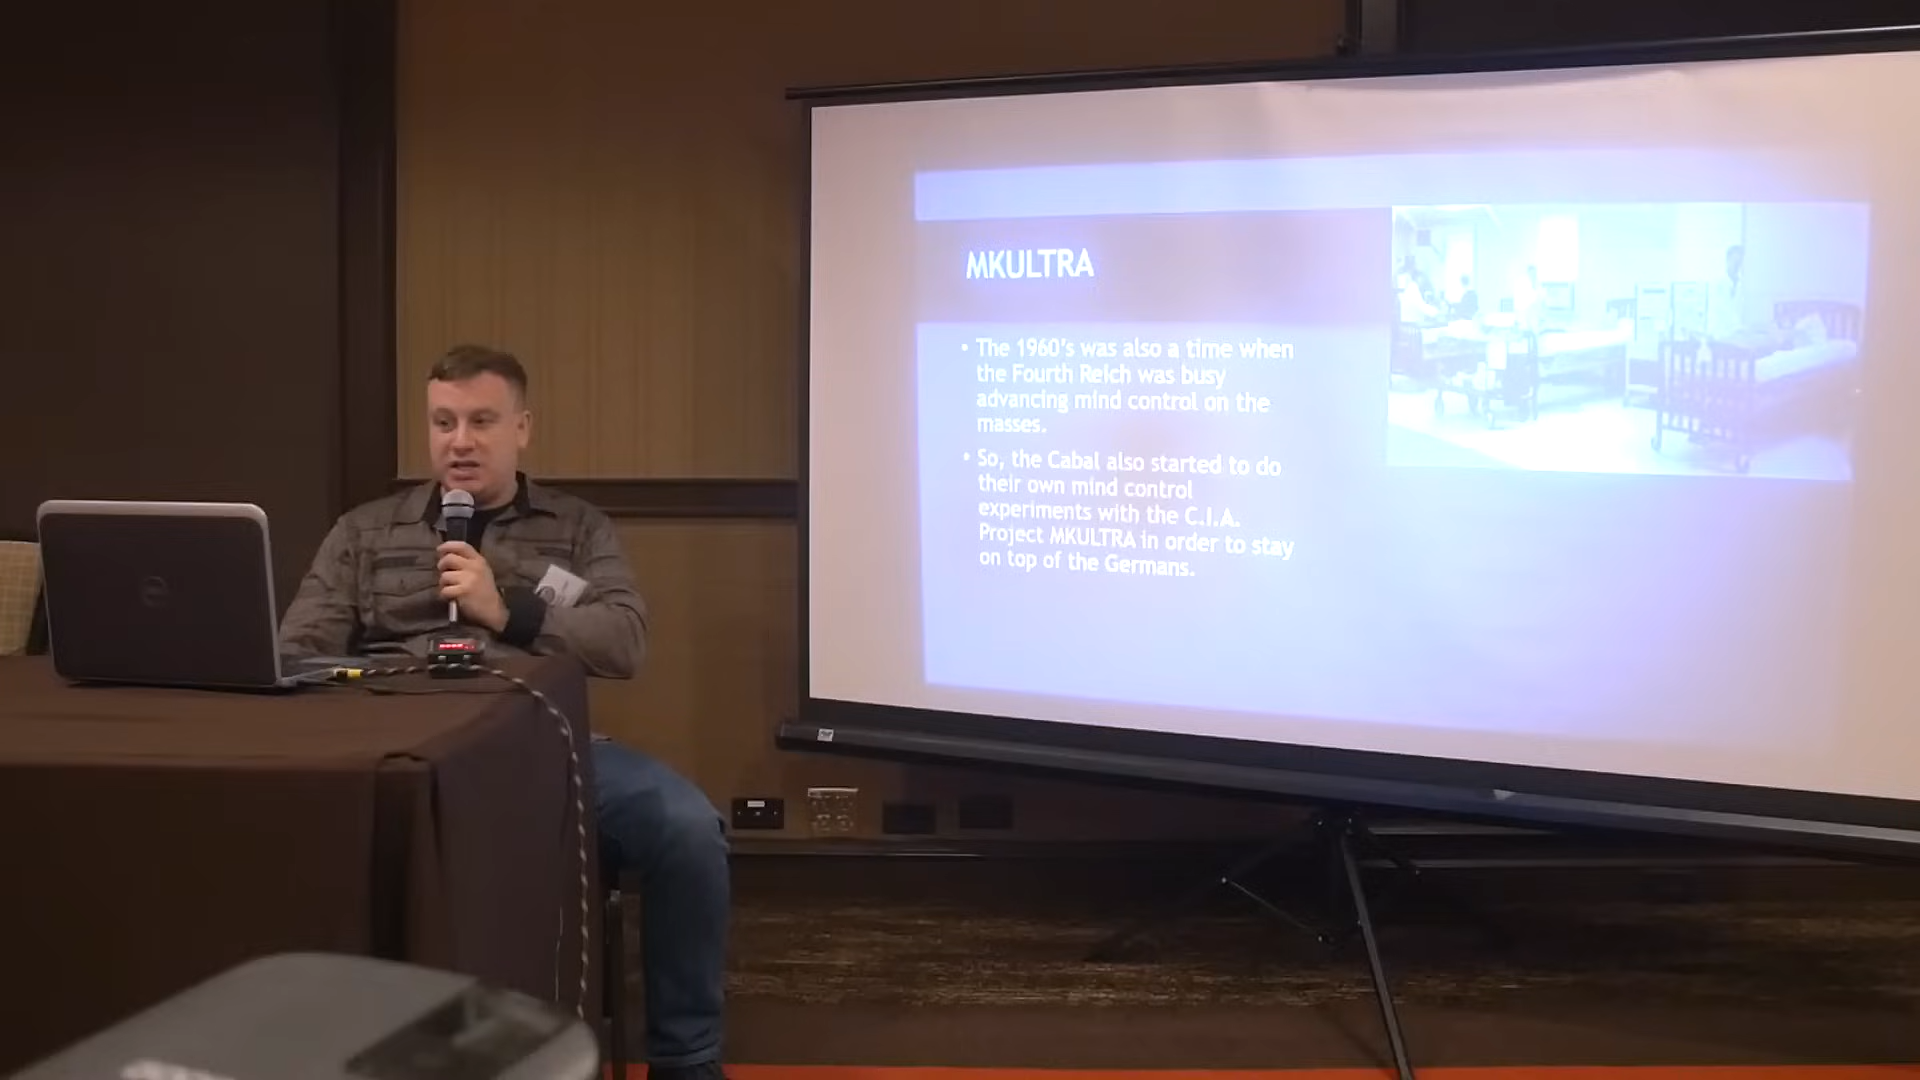 MKULTRA
• The 1960's was also a time when
the Fourth Reich was busy
advancing mind control on the
masses.
• So, the Cabal also started to do
their own mind control
experiments with the C.I.A.
Project MKULTRA in order to stay
on top of the Germans.